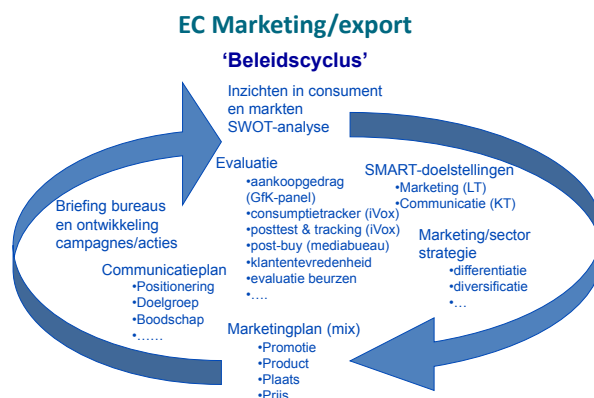 EC Marketing/export
‘Beleidscyclus’
Inzichten in consument
en markten
SWOT-analyse
SMART-doelstellingen
•Marketing (LT)
•Communicatie (KT)
Marketing/sector
strategie
•differentiatie
•diversificatie
•…
Marketingplan (mix)
•Promotie
•Product
•Plaats
•Prijs
Communicatieplan
•Positionering
•Doelgroep
•Boodschap
•……
Briefing bureaus
en ontwikkeling
campagnes/acties
Evaluatie
•aankoopgedrag
(GfK-panel)
•consumptietracker (iVox)
•posttest & tracking (iVox)
•post-buy (mediabueau)
•klantentevredenheid
•evaluatie beurzen
•….